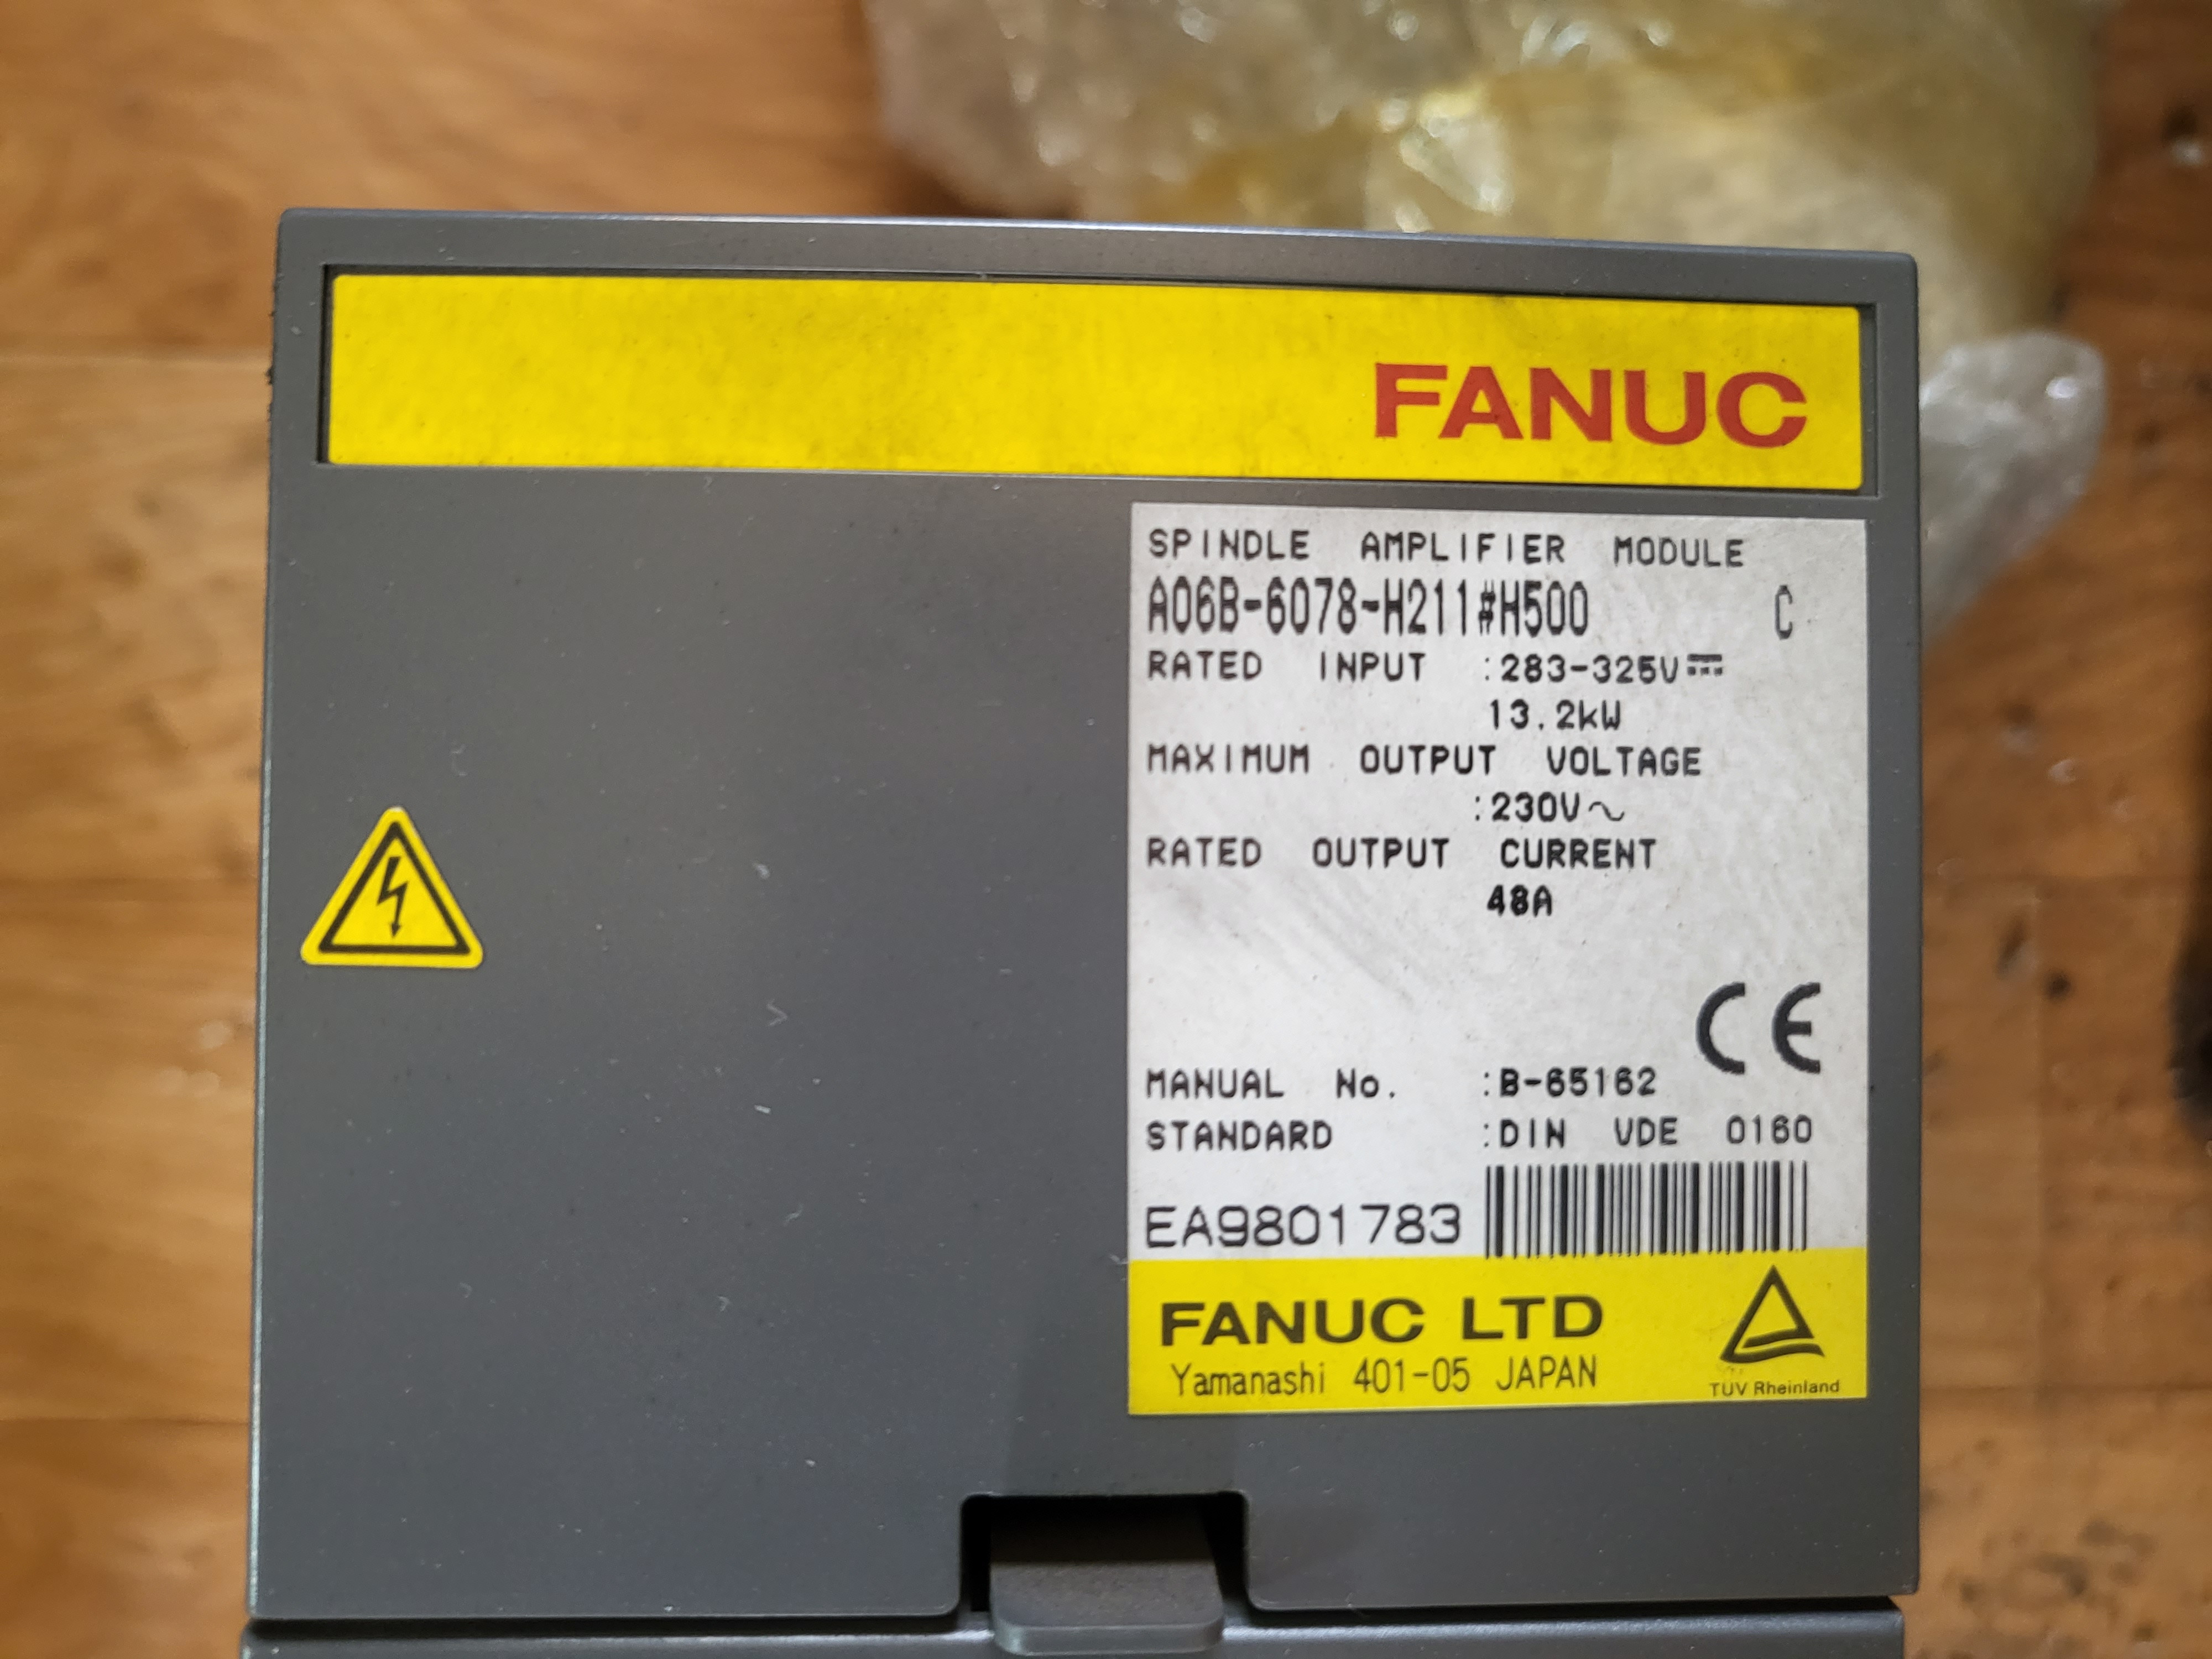 FANUC
SPINDLE AMPLIFIER MODULE
A06B-6078-H211#H500 C
RATED INPUT :283-325V⎓
13.2kW
MAXIMUM OUTPUT VOLTAGE
:230V~
RATED OUTPUT CURRENT
48A
CE
MANUAL No. :B-65162
STANDARD :DIN VDE 0160
EA9801783
FANUC LTD
Yamanashi 401-05 JAPAN
TUV Rheinland